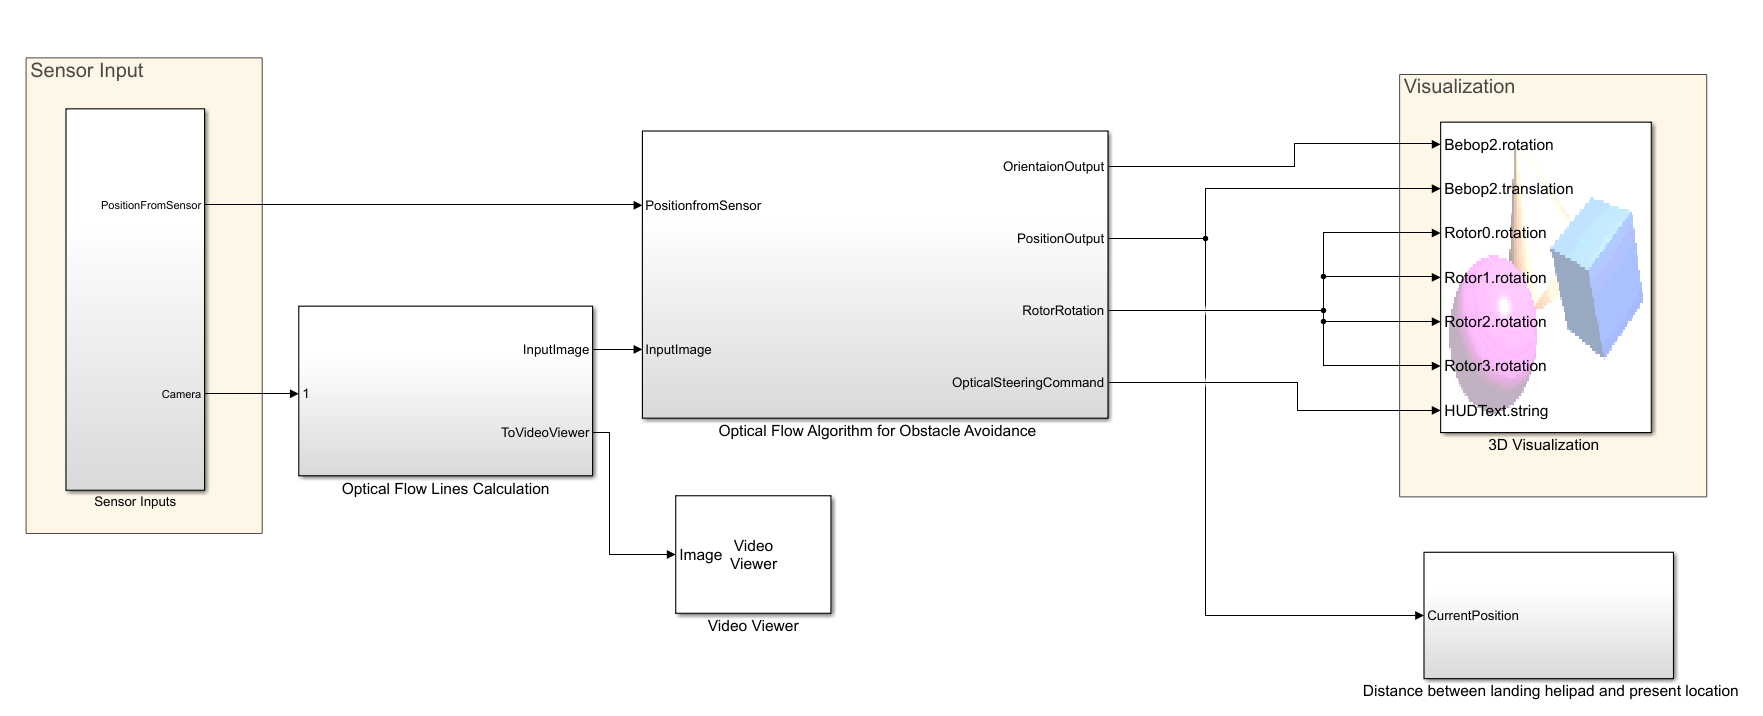 Sensor Input
PositionFromSensor
Camera
Sensor Inputs
1
InputImage
ToVideoViewer
Optical Flow Lines Calculation
PositionfromSensor
InputImage
OrientaionOutput
PositionOutput
RotorRotation
OpticalSteeringCommand
Optical Flow Algorithm for Obstacle Avoidance
Image
Video
Viewer
Video Viewer
Visualization
Bebop2.rotation
Bebop2.translation
Rotor0.rotation
Rotor1.rotation
Rotor2.rotation
Rotor3.rotation
HUDText.string
3D Visualization
CurrentPosition
Distance between landing helipad and present location